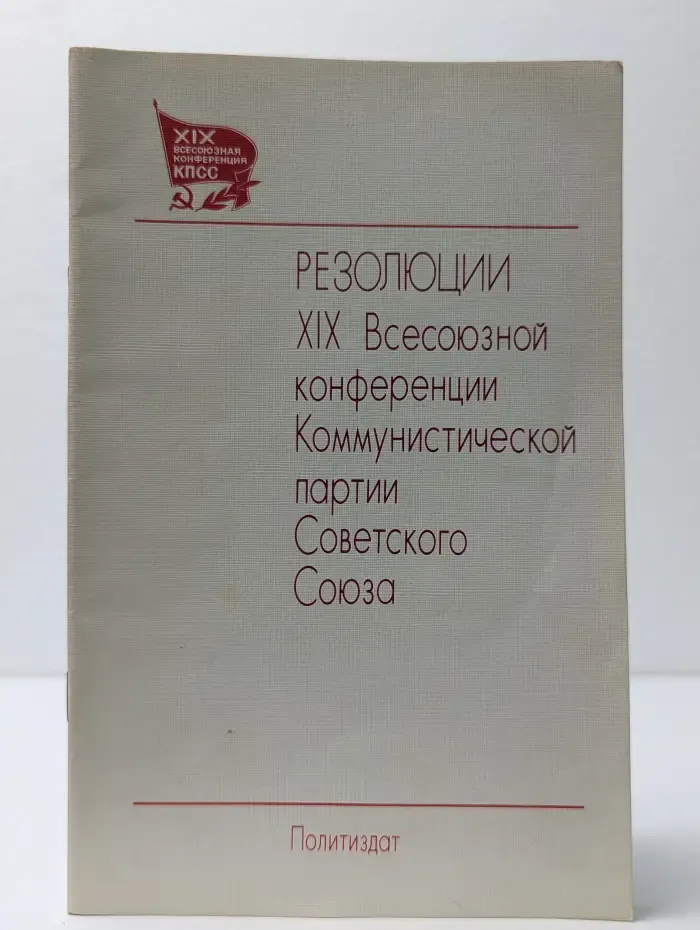 XIX
ВСЕСОЮЗНАЯ
КОНФЕРЕНЦИЯ
КПСС
РЕЗОЛЮЦИИ
XIX Всесоюзной
конференции
Коммунистической
партии
Советского
Союза
Политиздат